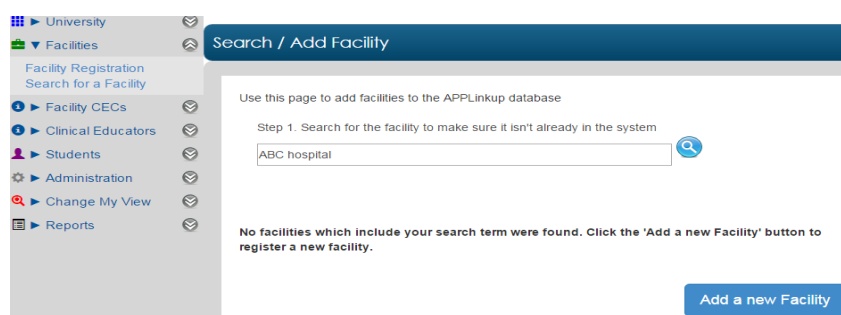 University
Facilities
Facility Registration
Search for a Facility
Facility CECs
Clinical Educators
Students
Administration
Change My View
Reports
Search / Add Facility
Use this page to add facilities to the APPLinkup database
Step 1. Search for the facility to make sure it isn't already in the system
ABC hospital
No facilities which include your search term were found. Click the 'Add a new Facility' button to
register a new facility.
Add a new Facility